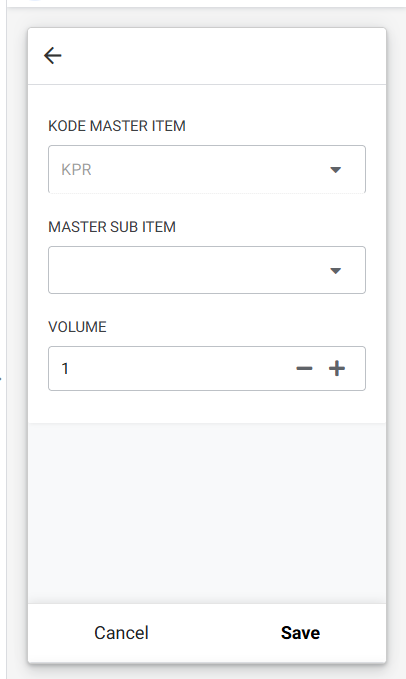 KODE MASTER ITEM
KPR
MASTER SUB ITEM
VOLUME
1
Cancel Save